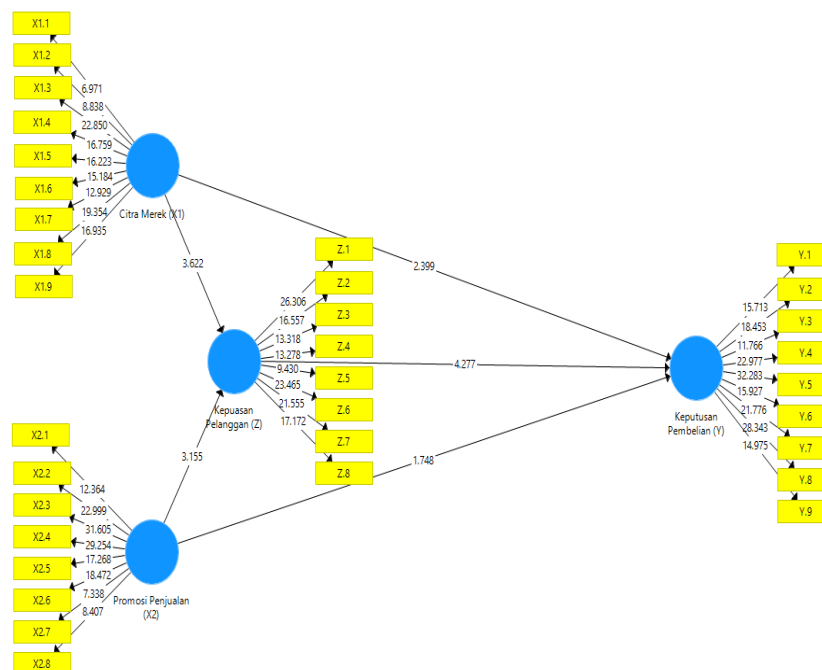 X1.1
X1.2
X1.3
X1.4
X1.5
X1.6
X1.7
X1.8
X1.9
6.971
8.838
22.850
16.759
16.223
15.184
12.929
19.354
16.935
Citra Merek (X1)
3.622
2.399
Z.1
Z.2
Z.3
Z.4
Z.5
Z.6
Z.7
Z.8
26.306
16.557
13.318
13.278
9.430
23.465
21.555
17.172
Kepuasan
Pelanggan (Z)
4.277
Y.1
Y.2
Y.3
Y.4
Y.5
Y.6
Y.7
Y.8
Y.9
15.713
18.453
11.766
22.977
32.283
15.927
21.776
28.343
14.975
Keputusan
Pembelian (Y)
3.155
1.748
X2.1
X2.2
X2.3
X2.4
X2.5
X2.6
X2.7
X2.8
12.364
22.999
31.605
29.254
17.268
18.472
7.338
8.407
Promosi Penjualan
(X2)